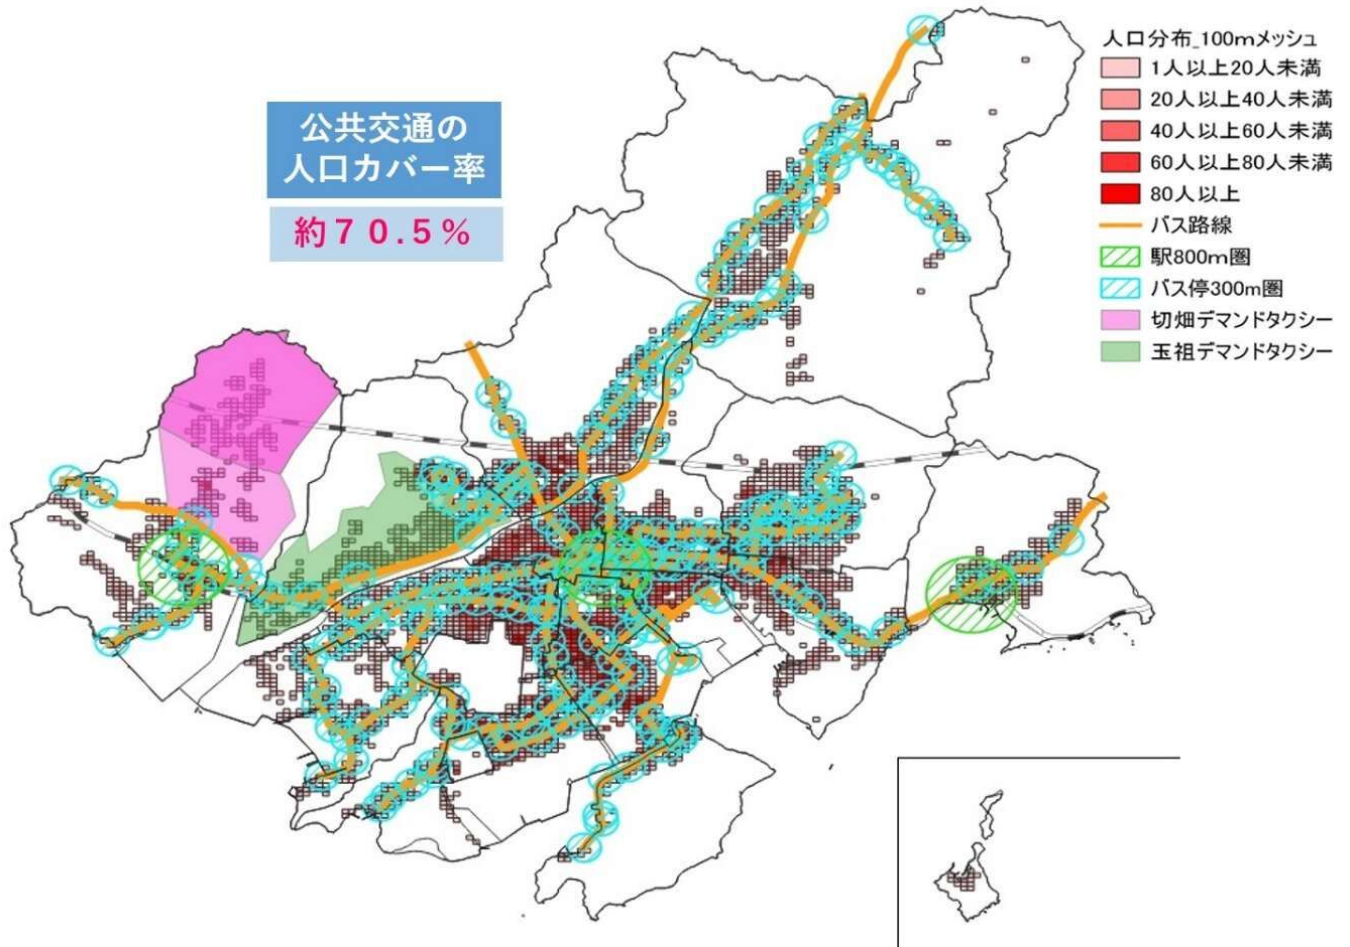 公共交通の
人口カバー率
約７０.５％
人口分布_100mメッシュ
1人以上20人未満
20人以上40人未満
40人以上60人未満
60人以上80人未満
80人以上
バス路線
駅800m圏
バス停300m圏
切畑デマンドタクシー
玉祖デマンドタクシー